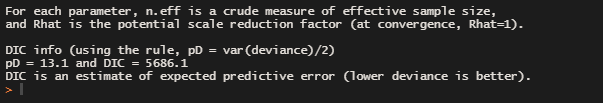 For each parameter, n.eff is a crude measure of effective sample size,
and Rhat is the potential scale reduction factor (at convergence, Rhat=1).
DIC info (using the rule, pD = var(deviance)/2)
pD = 13.1 and DIC = 5686.1
DIC is an estimate of expected predictive error (lower deviance is better).
>